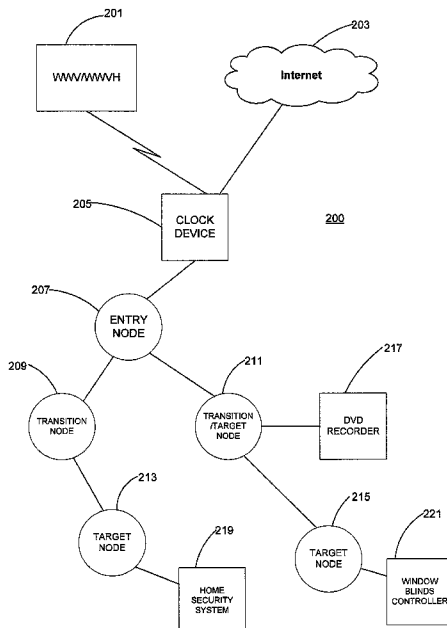 201
203
WWV/WWVH
Internet
205
CLOCK
DEVICE
200
207
ENTRY
NODE
209
211
217
TRANSITION
NODE
TRANSITION
/TARGET
NODE
DVD
RECORDER
213
215
221
TARGET
NODE
219
TARGET
NODE
HOME
SECURITY
SYSTEM
WINDOW
BLINDS
CONTROLLER